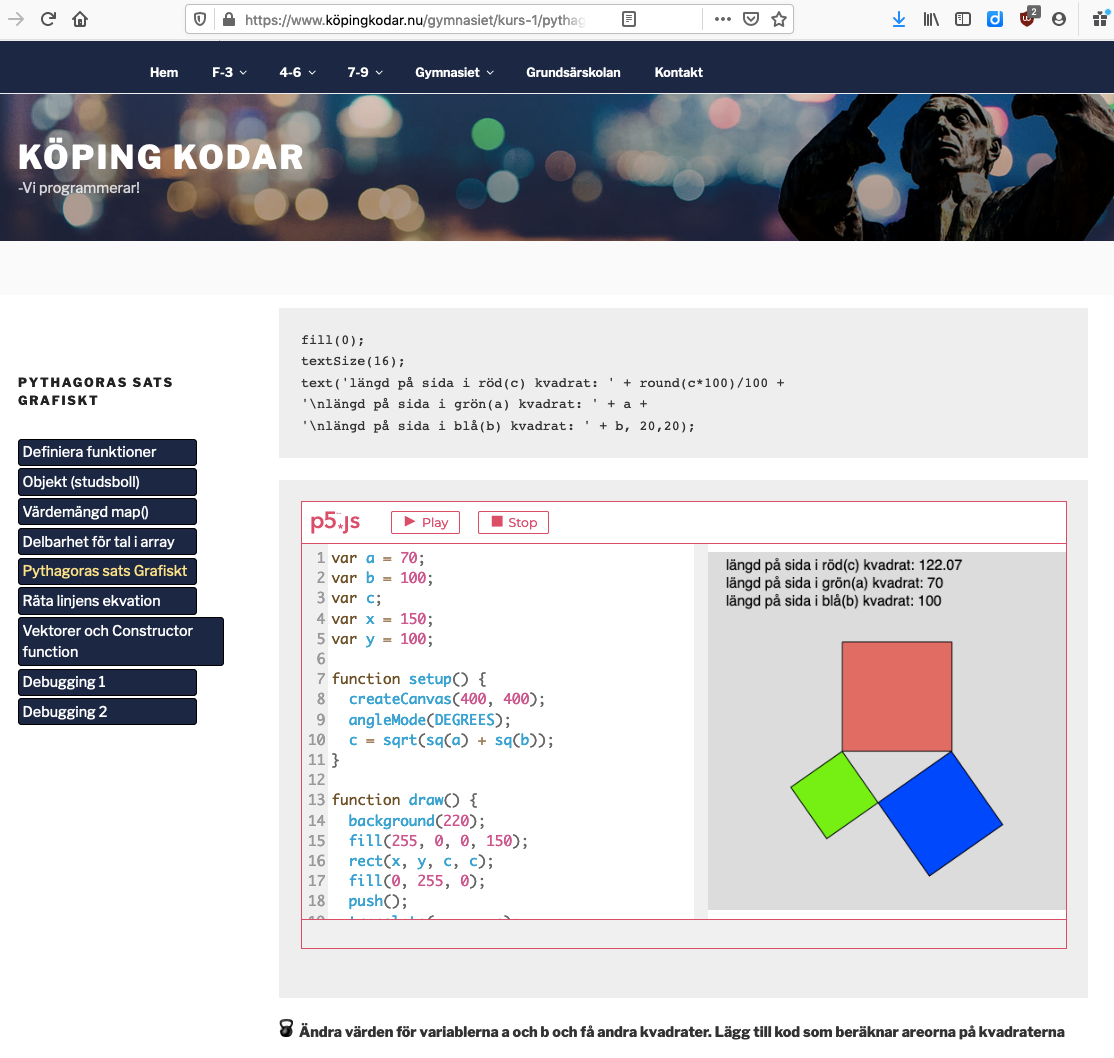 https://www.köpingkodar.nu/gymnasiet/kurs-1/pythag
2
Hem F-3 4-6 7-9 Gymnasiet Grundsärskolan Kontakt
KÖPING KODAR
-Vi programmerar!
PYTHAGORAS SATS
GRAFISKT
Definiera funktioner
Objekt (studsboll)
Värdemängd map()
Delbarhet för tal i array
Pythagoras sats Grafiskt
Räta linjens ekvation
Vektorer och Constructor
function
Debugging 1
Debugging 2
fill(0);
textSize(16);
text('längd på sida i röd(c) kvadrat: ' + round(c*100)/100 +
'\nlängd på sida i grön(a) kvadrat: ' + a +
'\nlängd på sida i blå(b) kvadrat: ' + b, 20,20);
p5.js Play Stop
1 var a = 70;
2 var b = 100;
3 var c;
4 var x = 150;
5 var y = 100;
6
7 function setup() {
8 createCanvas(400, 400);
9 angleMode(DEGREES);
10 c = sqrt(sq(a) + sq(b));
11 }
12
13 function draw() {
14 background(220);
15 fill(255, 0, 0, 150);
16 rect(x, y, c, c);
17 fill(0, 255, 0);
18 push();
längd på sida i röd(c) kvadrat: 122.07
längd på sida i grön(a) kvadrat: 70
längd på sida i blå(b) kvadrat: 100
Ändra värden för variablerna a och b och få andra kvadrater. Lägg till kod som beräknar areorna på kvadraterna